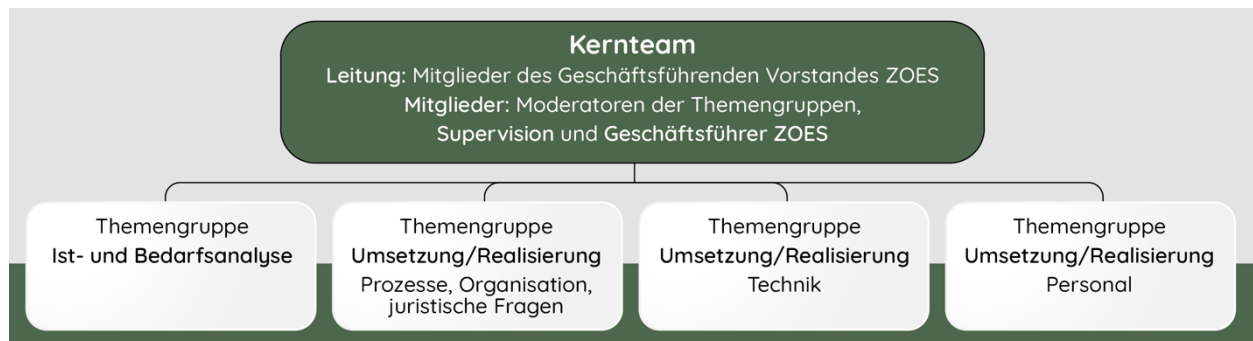 Kernteam
Leitung: Mitglieder des Geschäftsführenden Vorstandes ZOES
Mitglieder: Moderatoren der Themengruppen,
Supervision und Geschäftsführer ZOES
Themengruppe
Ist- und Bedarfsanalyse
Themengruppe
Umsetzung/Realisierung
Prozesse, Organisation,
juristische Fragen
Themengruppe
Umsetzung/Realisierung
Technik
Themengruppe
Umsetzung/Realisierung
Personal